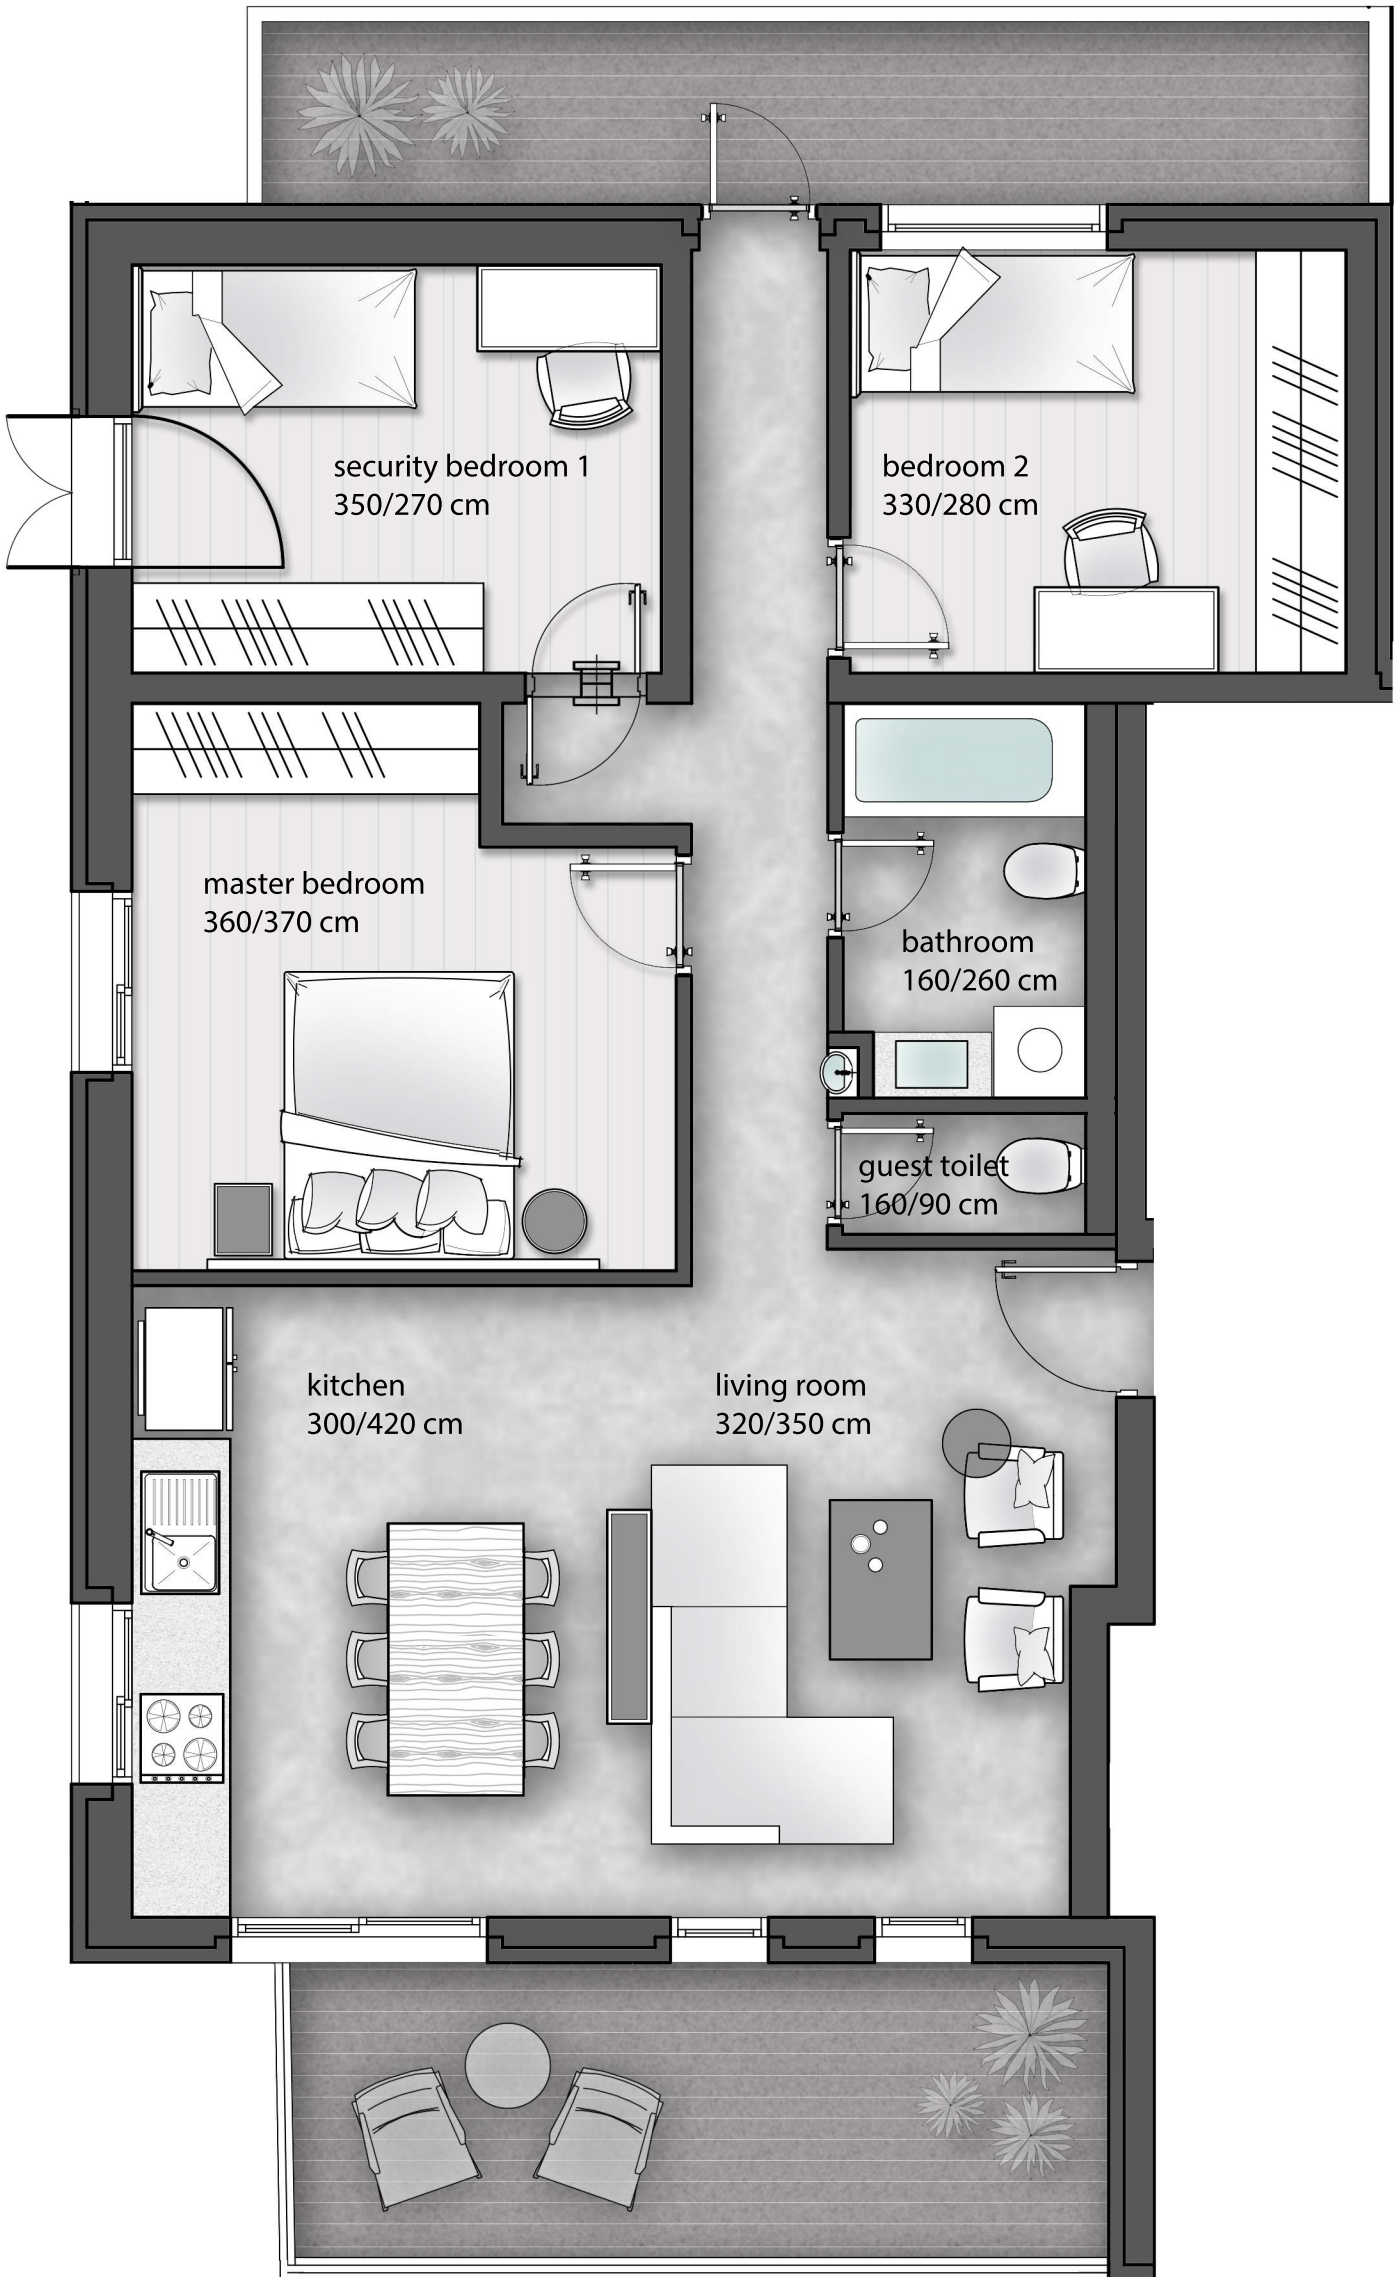 security bedroom 1
350/270 cm
bedroom 2
330/280 cm
master bedroom
360/370 cm
bathroom
160/260 cm
guest toilet
160/90 cm
kitchen
300/420 cm
living room
320/350 cm